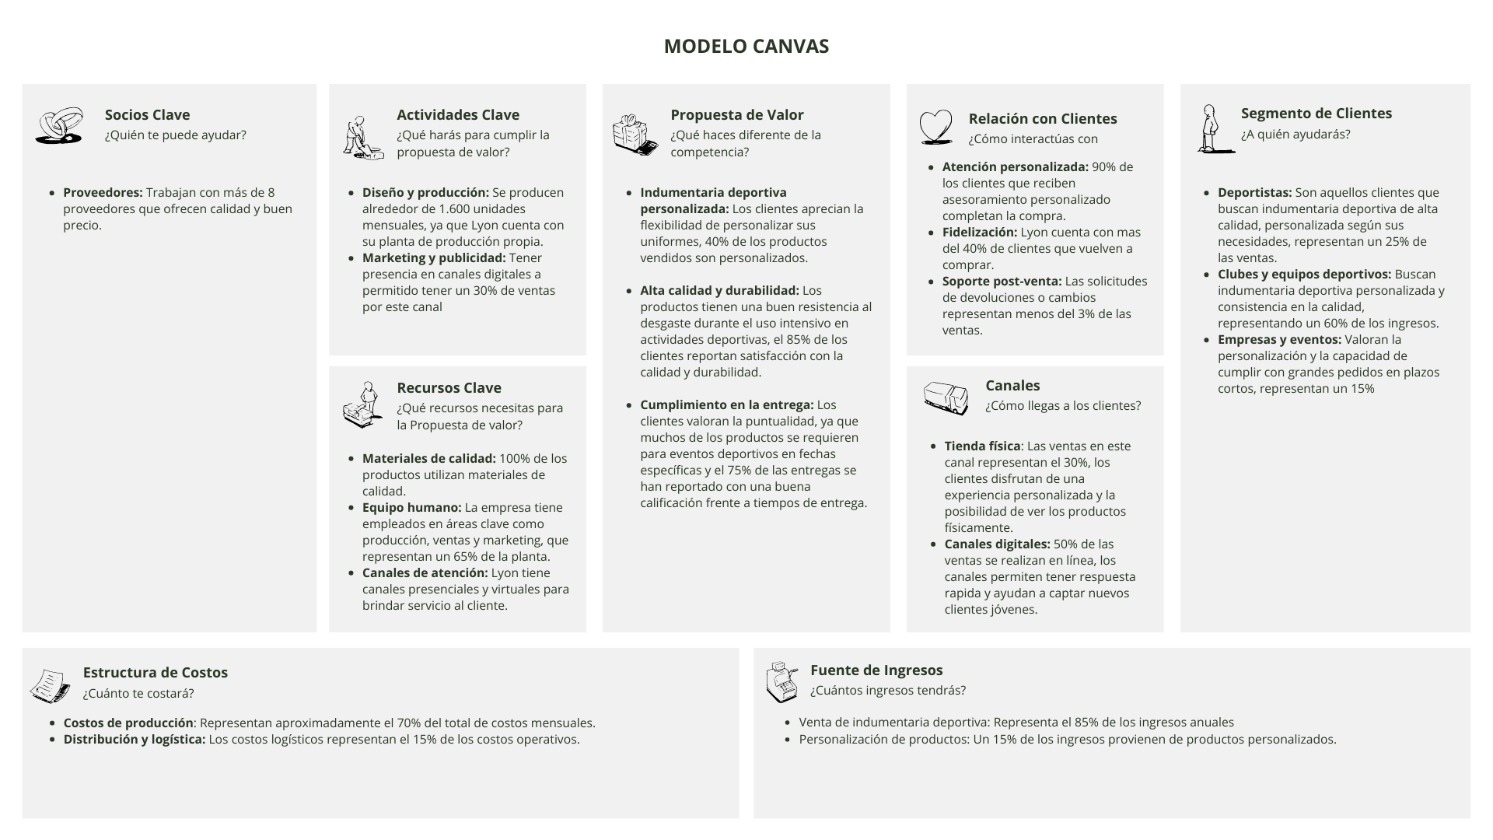 MODELO CANVAS
Socios Clave
¿Quién te puede ayudar?
• Proveedores: Trabajan con más de 8
proveedores que ofrecen calidad y buen
precio.
Actividades Clave
¿Qué harás para cumplir la
propuesta de valor?
• Diseño y producción: Se producen
alrededor de 1.600 unidades
mensuales, ya que Lyon cuenta con
su planta de producción propia.
• Marketing y publicidad: Tener
presencia en canales digitales a
permitido tener un 30% de ventas
por este canal
Recursos Clave
¿Qué recursos necesitas para
la Propuesta de valor?
• Materiales de calidad: 100% de los
productos utilizan materiales de
calidad.
• Equipo humano: La empresa tiene
empleados en áreas clave como
producción, ventas y marketing, que
representan un 65% de la planta.
• Canales de atención: Lyon tiene
canales presenciales y virtuales para
brindar servicio al cliente.
Propuesta de Valor
¿Qué haces diferente de la
competencia?
• Indumentaria deportiva
personalizada: Los clientes aprecian la
flexibilidad de personalizar sus
uniformes, 40% de los productos
vendidos son personalizados.
• Alta calidad y durabilidad: Los
productos tienen una buen resistencia al
desgaste durante el uso intensivo en
actividades deportivas, el 85% de los
clientes reportan satisfacción con la
calidad y durabilidad.
• Cumplimiento en la entrega: Los
clientes valoran la puntualidad, ya que
muchos de los productos se requieren
para eventos deportivos en fechas
específicas y el 75% de las entregas se
han reportado con una buena
calificación frente a tiempos de entrega.
Relación con Clientes
¿Cómo interactúas con
• Atención personalizada: 90% de
los clientes que reciben
asesoramiento personalizado
completan la compra.
• Fidelización: Lyon cuenta con mas
del 40% de clientes que vuelven a
comprar.
• Soporte post-venta: Las solicitudes
de devoluciones o cambios
representan menos del 3% de las
ventas.
Canales
¿Cómo llegas a los clientes?
• Tienda física: Las ventas en este
canal representan el 30%, los
clientes disfrutan de una
experiencia personalizada y la
posibilidad de ver los productos
físicamente.
• Canales digitales: 50% de las
ventas se realizan en línea, los
canales permiten tener respuesta
rapida y ayudan a captar nuevos
clientes jóvenes.
Segmento de Clientes
¿A quién ayudarás?
• Deportistas: Son aquellos clientes que
buscan indumentaria deportiva de alta
calidad, personalizada según sus
necesidades, representan un 25% de
las ventas.
• Clubes y equipos deportivos: Buscan
indumentaria deportiva personalizada y
consistencia en la calidad,
representando un 60% de los ingresos.
• Empresas y eventos: Valoran la
personalización y la capacidad de
cumplir con grandes pedidos en plazos
cortos, representan un 15%
Estructura de Costos
¿Cuánto te costará?
• Costos de producción: Representan aproximadamente el 70% del total de costos mensuales.
• Distribución y logística: Los costos logísticos representan el 15% de los costos operativos.
Fuente de Ingresos
¿Cuántos ingresos tendrás?
• Venta de indumentaria deportiva: Representa el 85% de los ingresos anuales
• Personalización de productos: Un 15% de los ingresos provienen de productos personalizados.